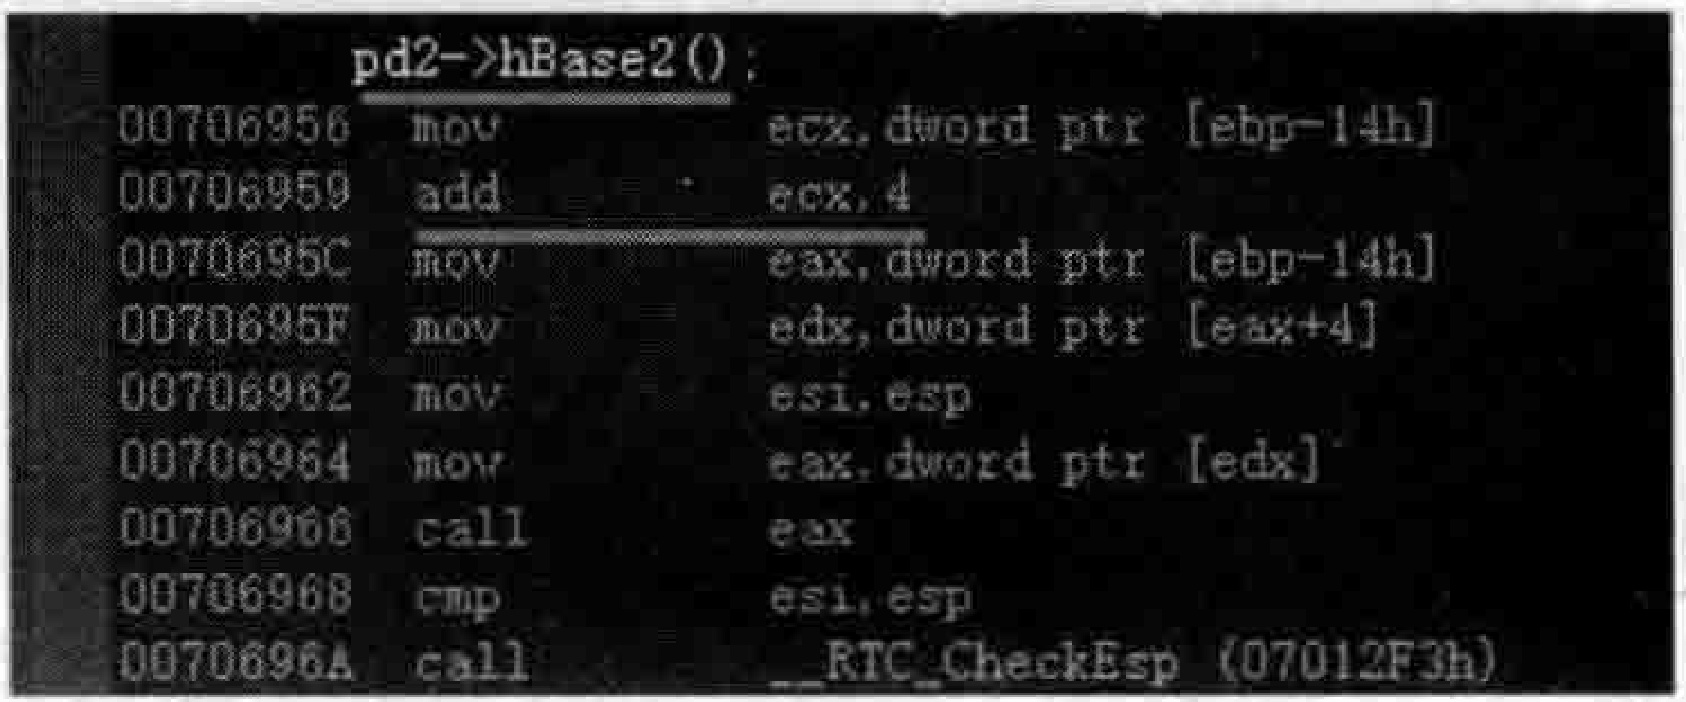 pd2->hBase2();
00706956 mov ecx,dword ptr [ebp-14h]
00706959 add ecx,4
0070695C mov eax,dword ptr [ebp-14h]
0070695F mov edx,dword ptr [eax+4]
00706962 mov esi,esp
00706964 mov eax,dword ptr [edx]
00706966 call eax
00706968 cmp esi,esp
0070696A call __RTC_CheckEsp (07012F3h)